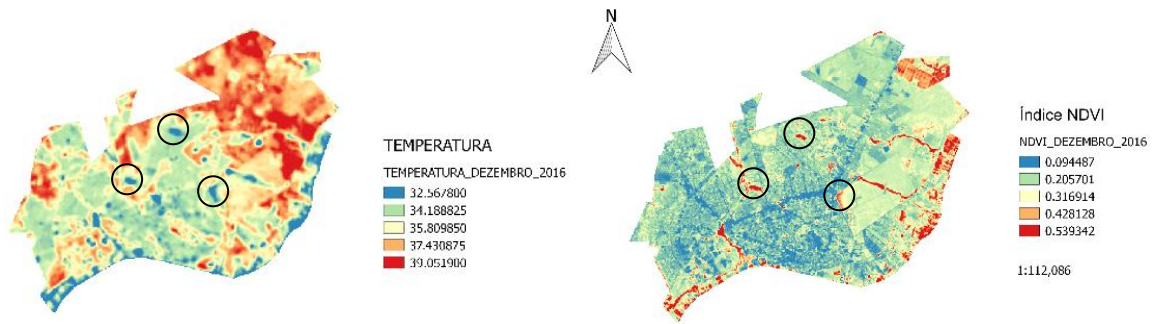 TEMPERATURA
TEMPERATURA_DEZEMBRO_2016
32.567800
34.188825
35.809850
37.430875
39.051900
N
Índice NDVI
NDVI_DEZEMBRO_2016
0.094487
0.205701
0.316914
0.428128
0.539342
1:112,086